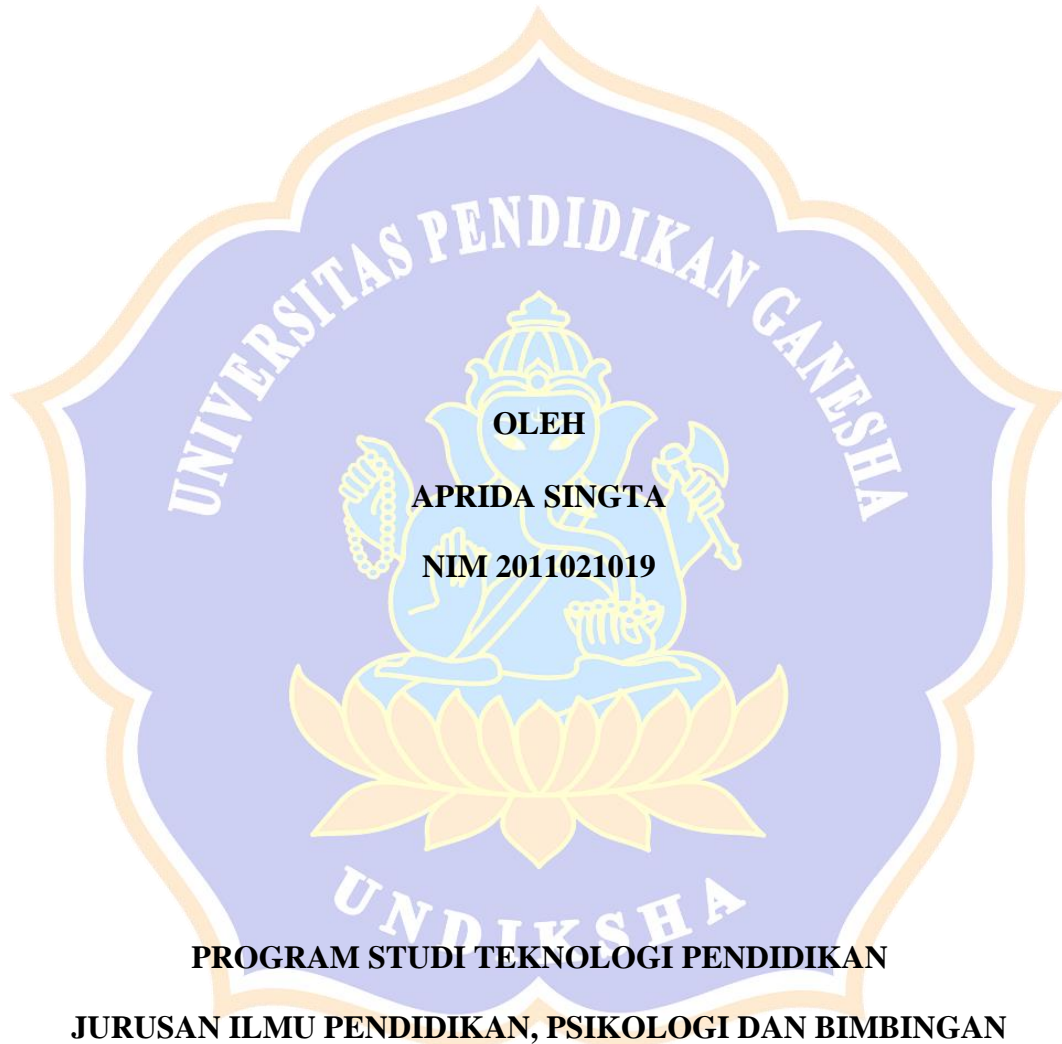 UNIVERSITAS PENDIDIKAN GANESHA
OLEH
APRIDA SINGTA
NIM 2011021019
UNDIKSHA
PROGRAM STUDI TEKNOLOGI PENDIDIKAN
JURUSAN ILMU PENDIDIKAN, PSIKOLOGI DAN BIMBINGAN